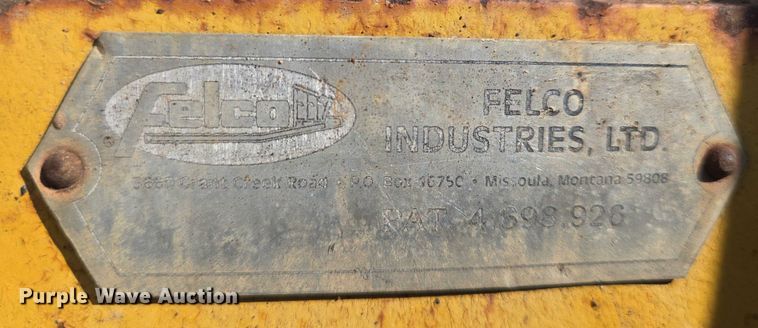 Felco
FELCO
INDUSTRIES, LTD.
Grant Creek Road • P.O. Box 16750 • Missoula, Montana 59808
PAT. 4,698,926
Purple Wave Auction